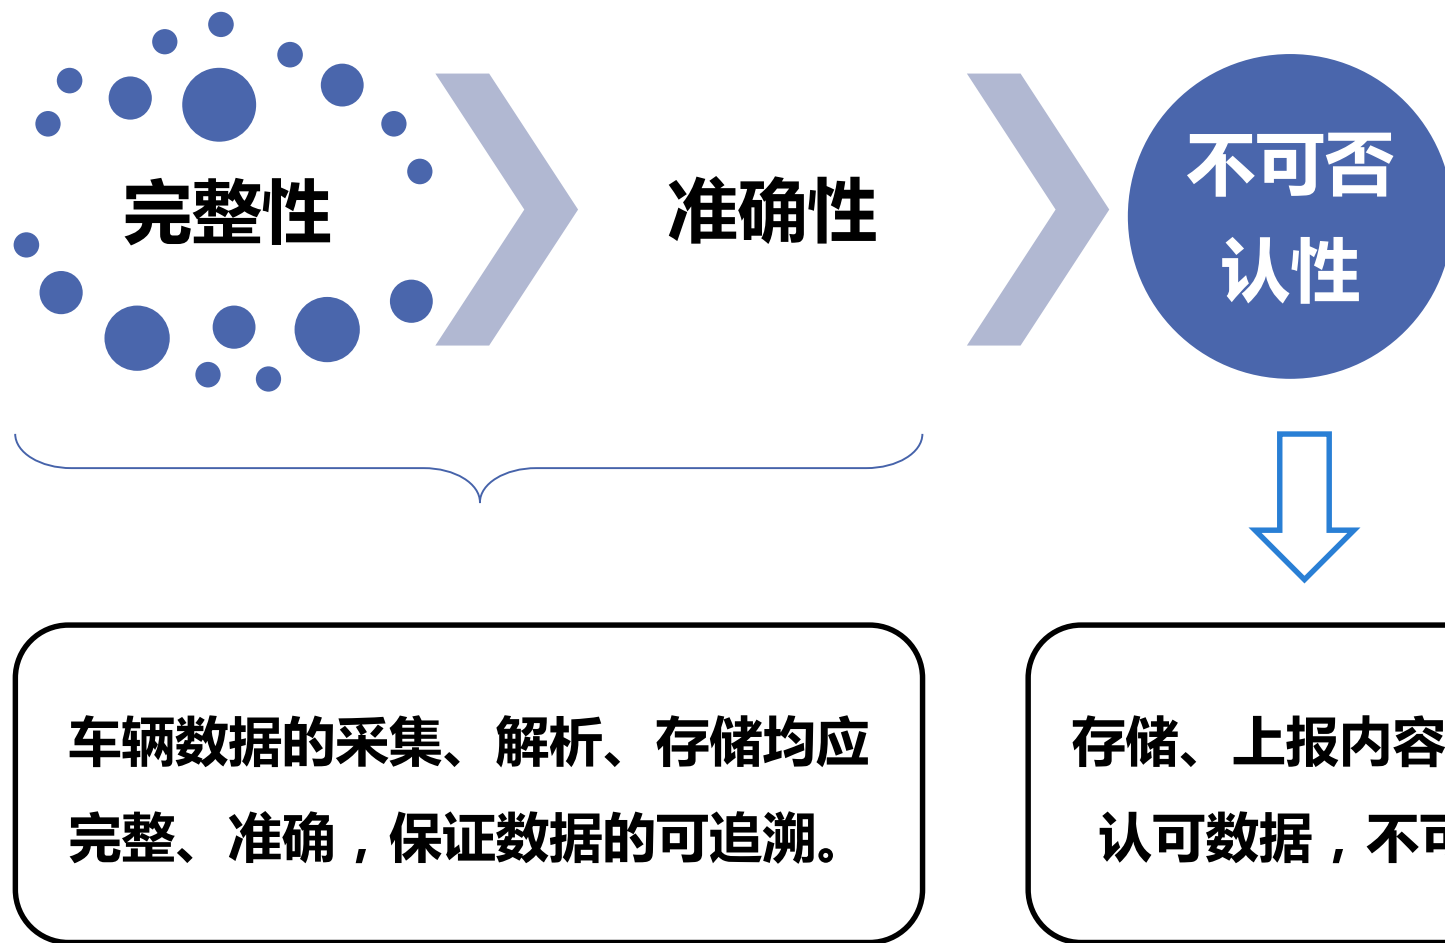 完整性
准确性
不可否
认性
车辆数据的采集、解析、存储均应
完整、准确，保证数据的可追溯。
存储、上报内容
认可数据，不可